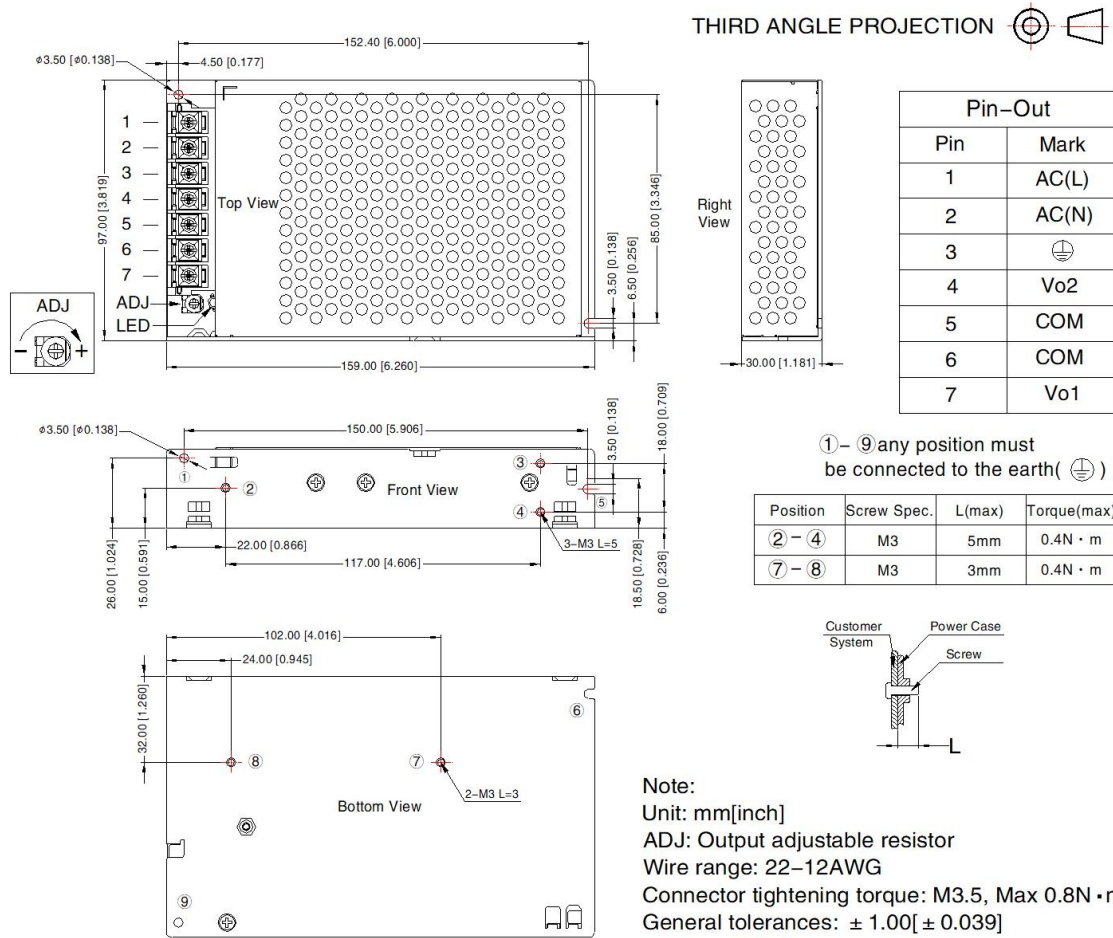 THIRD ANGLE PROJECTION
152.40 [6.000]
φ3.50 [φ0.138]
4.50 [0.177]
1
2
3
4
5
6
7
97.00 [3.819]
Top View
85.00 [3.346]
3.50 [0.138]
6.50 [0.256]
ADJ
LED
ADJ
- +
159.00 [6.260]
Right
View
30.00 [1.181]
Pin-Out
Pin Mark
1 AC(L)
2 AC(N)
3
4 Vo2
5 COM
6 COM
7 Vo1
φ3.50 [φ0.138]
150.00 [5.906]
3.50 [0.138]
18.00 [0.709]
①
②
Front View
③
④
⑤
3-M3 L=5
22.00 [0.866]
117.00 [4.606]
26.00 [1.024]
15.00 [0.591]
18.50 [0.728]
6.00 [0.236]
①- ⑨any position must
be connected to the earth( )
Position Screw Spec. L(max) Torque(max)
②-④ M3 5mm 0.4N・m
⑦-⑧ M3 3mm 0.4N・m
102.00 [4.016]
24.00 [0.945]
32.00 [1.260]
⑥
⑧
⑦
2-M3 L=3
Bottom View
⑨
Customer
System
Power Case
Screw
L
Note:
Unit: mm[inch]
ADJ: Output adjustable resistor
Wire range: 22-12AWG
Connector tightening torque: M3.5, Max 0.8N・m
General tolerances: ±1.00[±0.039]